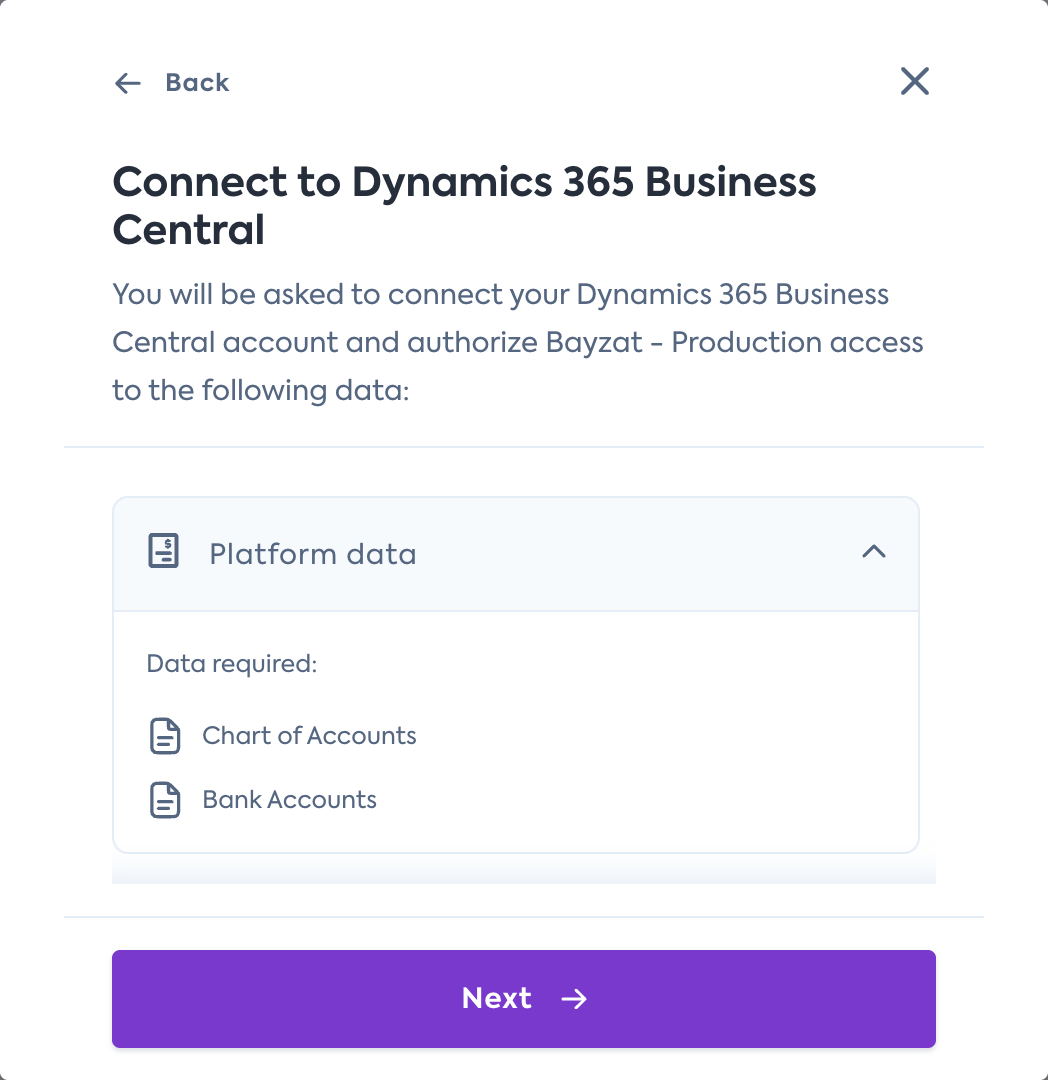 Back
Connect to Dynamics 365 Business
Central
You will be asked to connect your Dynamics 365 Business
Central account and authorize Bayzat - Production access
to the following data:
$
Platform data
Data required:
Chart of Accounts
Bank Accounts
Next